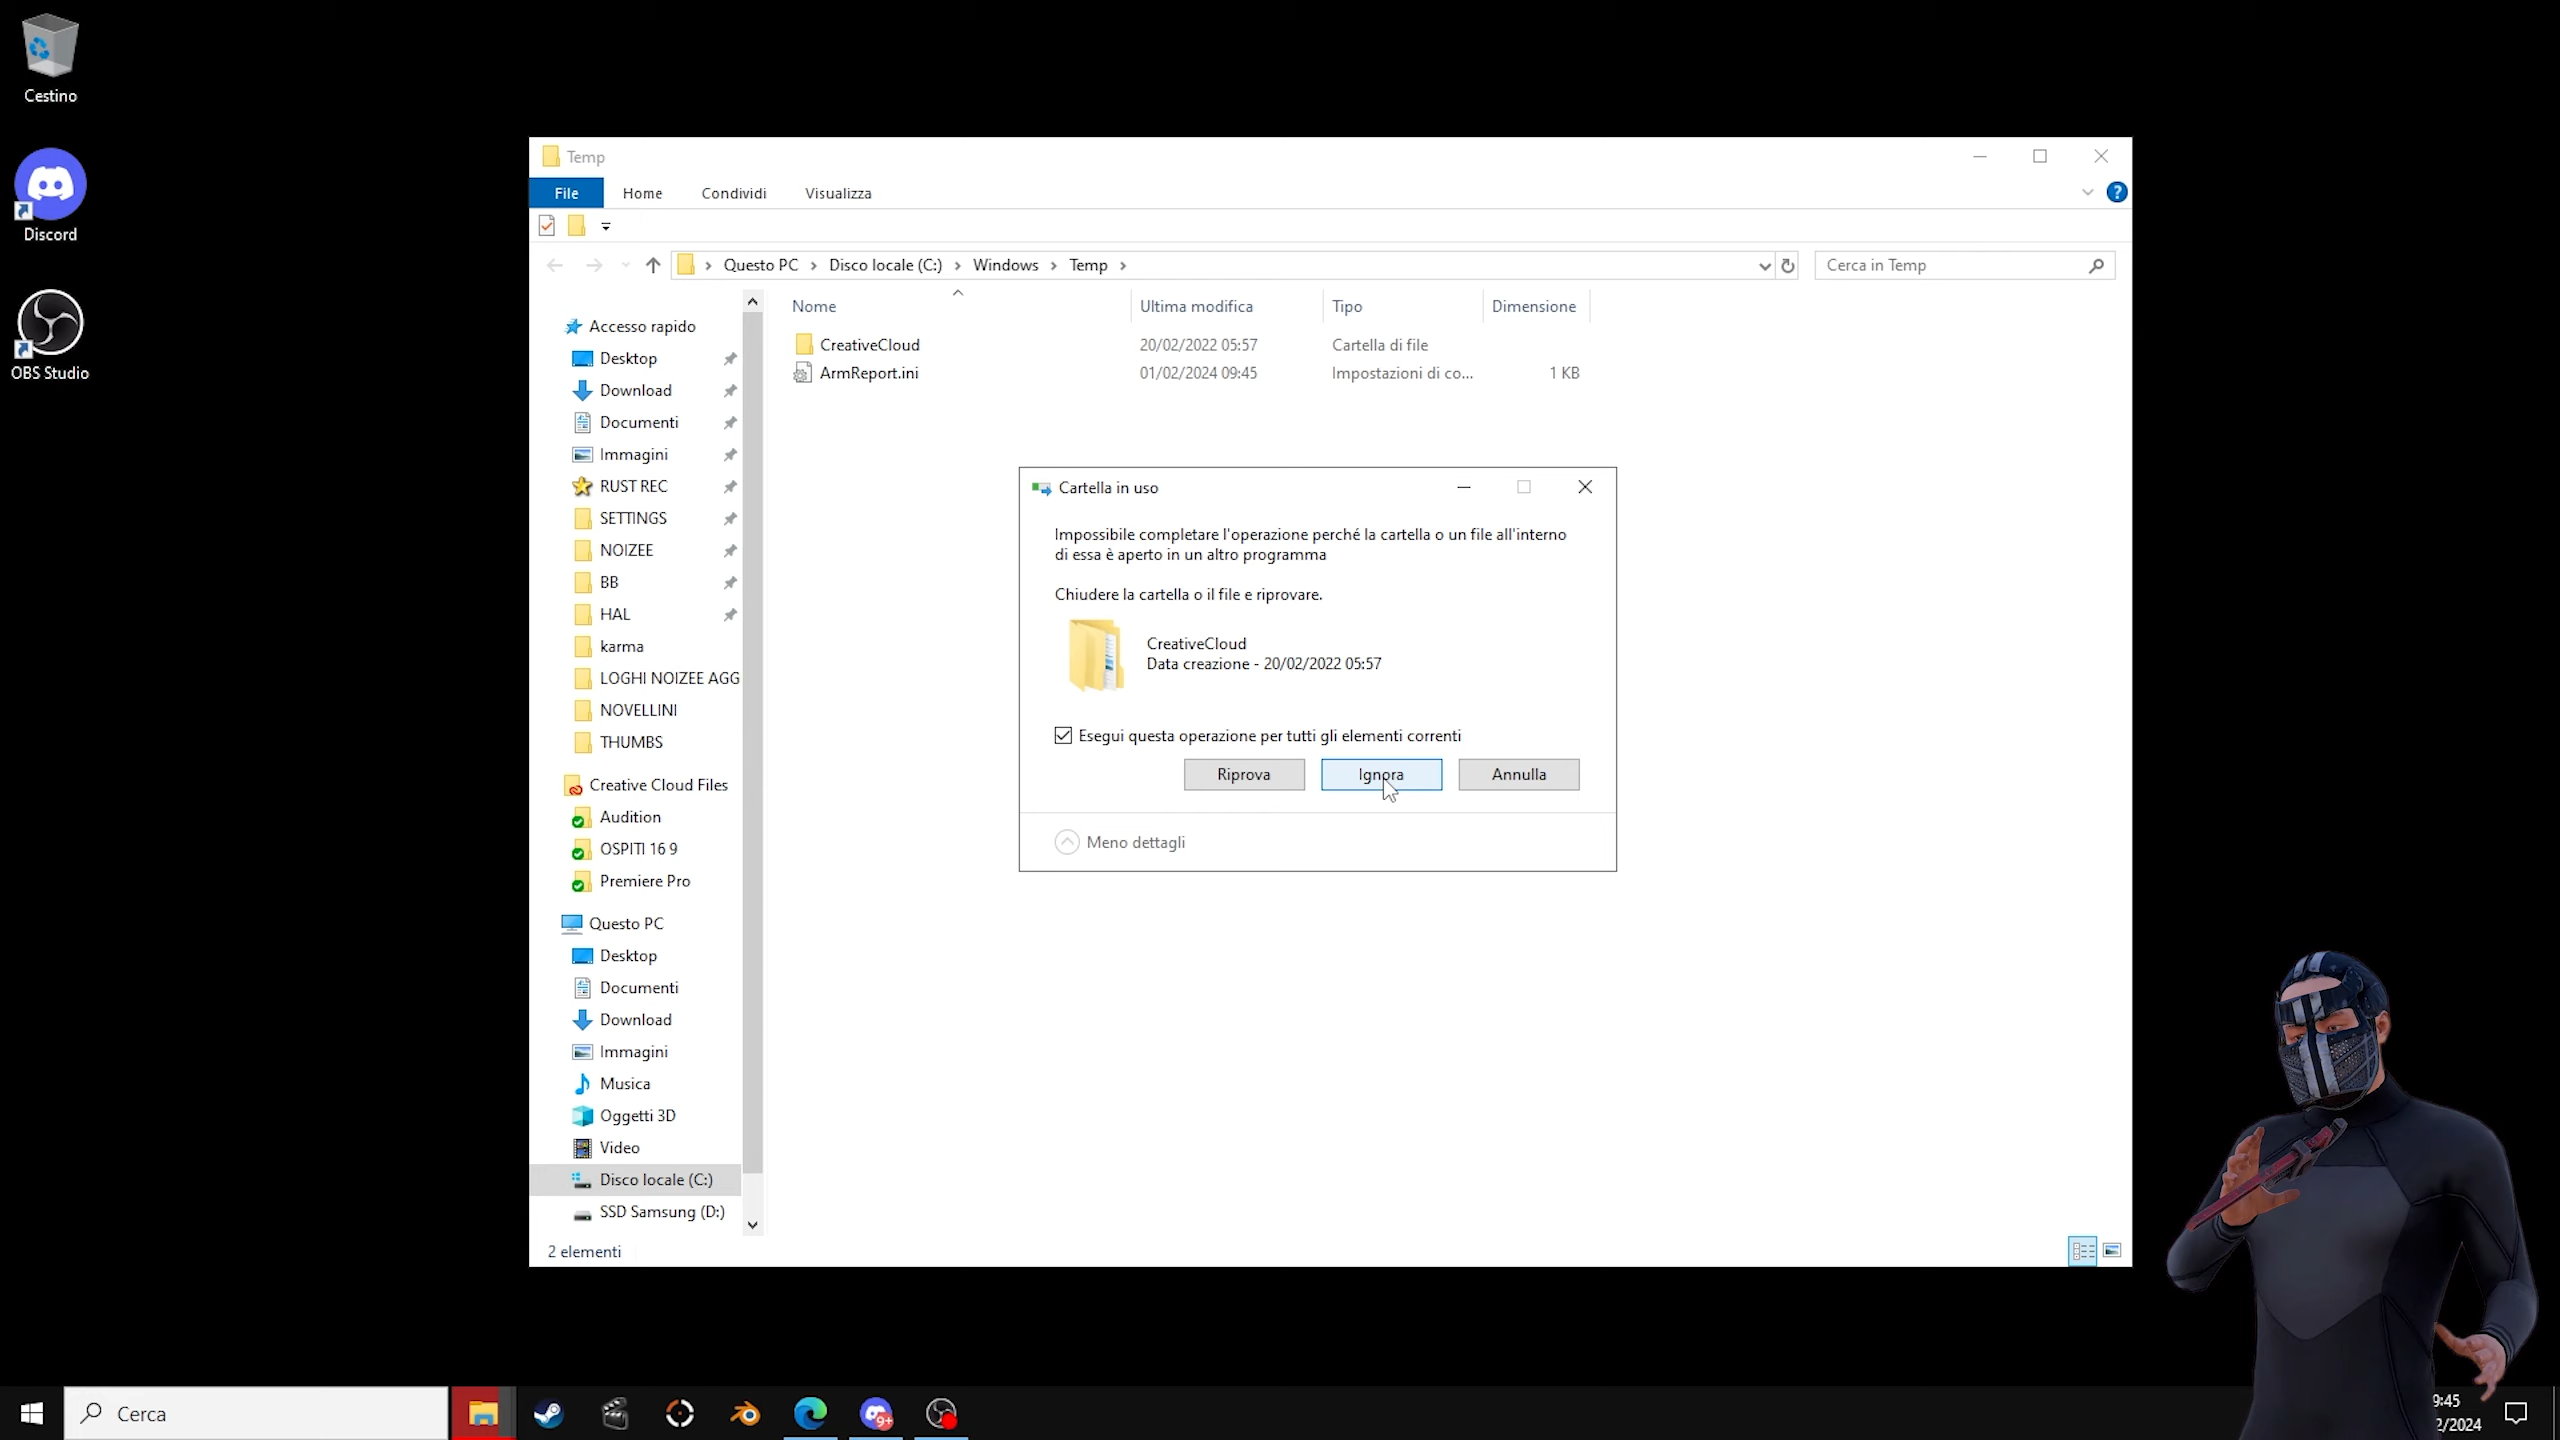 Cestino
Discord
OBS Studio
Temp
File Home Condividi Visualizza
Questo PC > Disco locale (C:) > Windows > Temp >
Cerca in Temp
Nome Ultima modifica Tipo Dimensione
CreativeCloud 20/02/2022 05:57 Cartella di file
ArmReport.ini 01/02/2024 09:45 Impostazioni di co... 1 KB
Accesso rapido
Desktop
Download
Documenti
Immagini
RUST REC
SETTINGS
NOIZEE
BB
HAL
karma
LOGHI NOIZEE AGG
NOVELLINI
THUMBS
Creative Cloud Files
Audition
OSPITI 16 9
Premiere Pro
Questo PC
Desktop
Documenti
Download
Immagini
Musica
Oggetti 3D
Video
Disco locale (C:)
SSD Samsung (D:)
2 elementi
Cartella in uso
Impossibile completare l'operazione perché la cartella o un file all'interno
di essa è aperto in un altro programma
Chiudere la cartella o il file e riprovare.
CreativeCloud
Data creazione - 20/02/2022 05:57
Esegui questa operazione per tutti gli elementi correnti
Riprova Ignora Annulla
Meno dettagli
Cerca
9+
9:45
2/2024